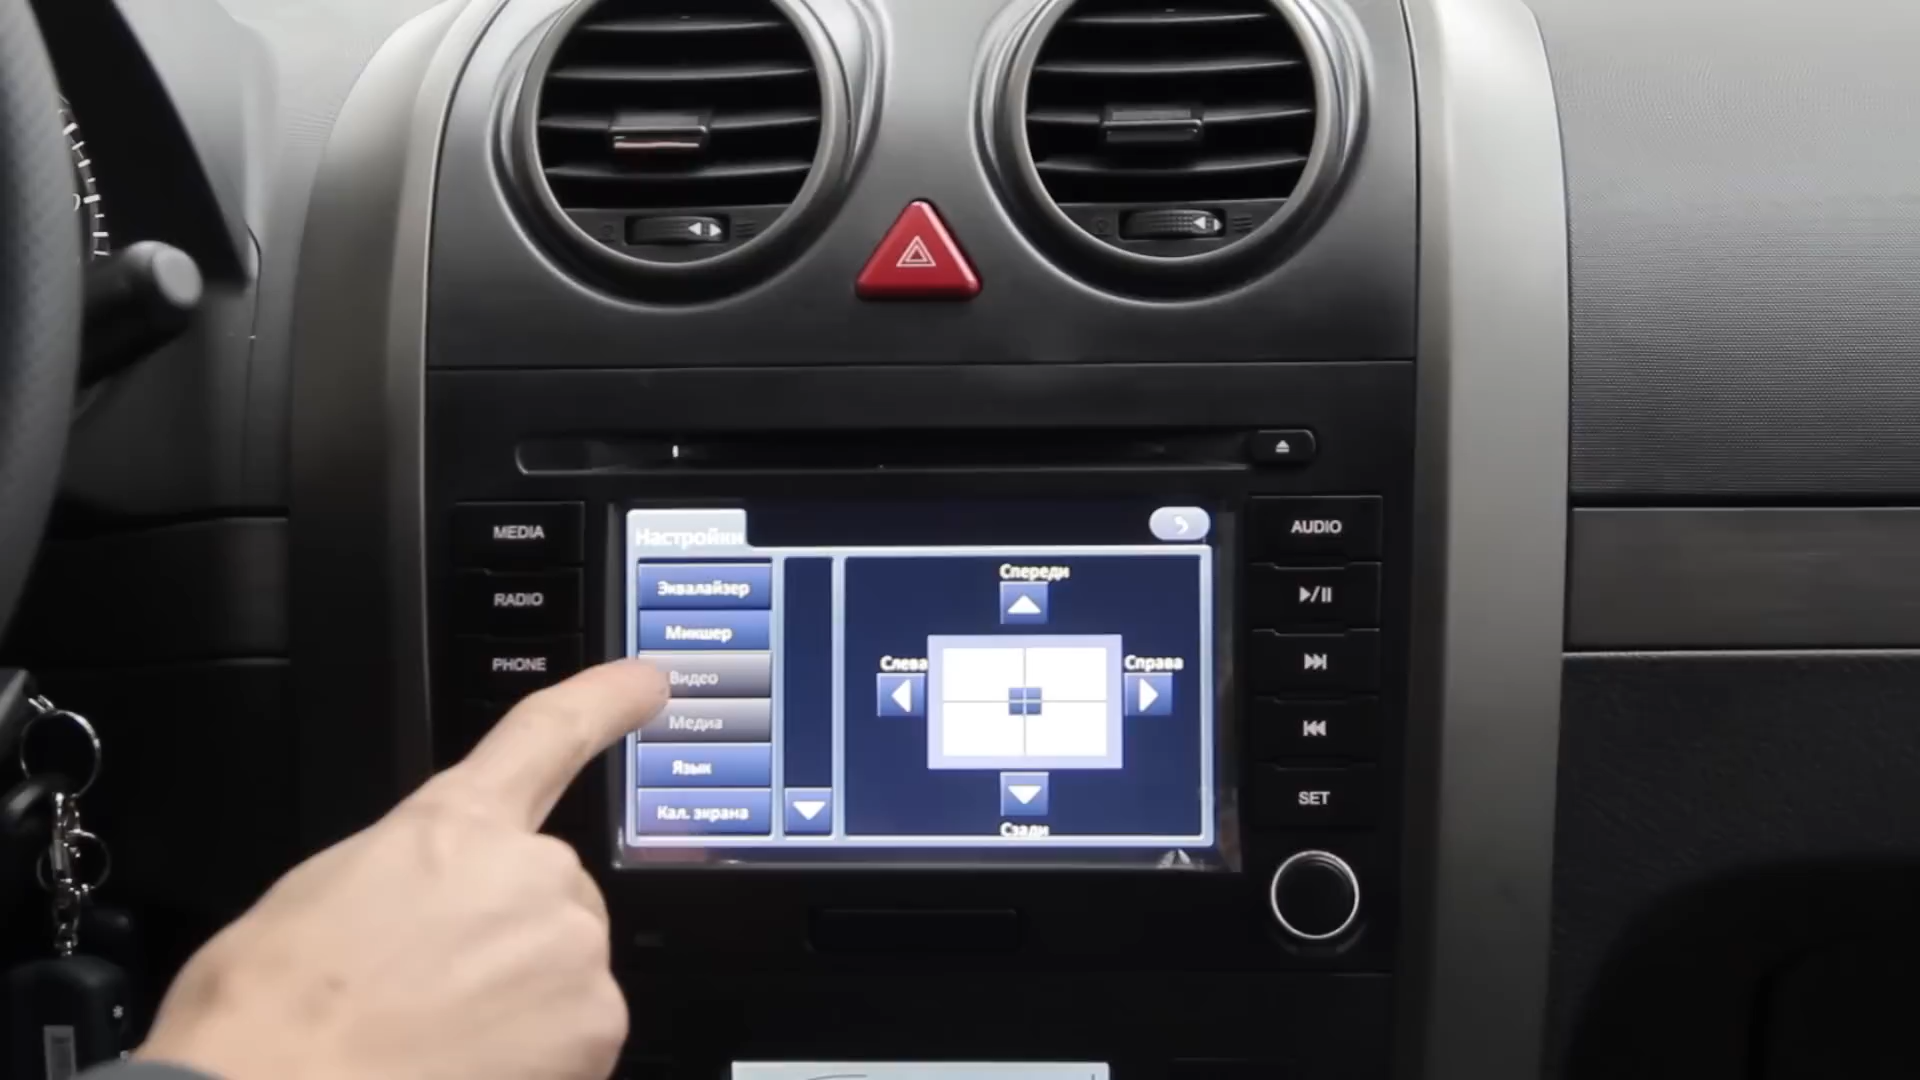 MEDIA
RADIO
PHONE
Настройки
Эквалайзер
Микшер
Видео
Медиа
Язык
Кал. экрана
Спереди
Слева
Справа
Сзади
AUDIO
SET